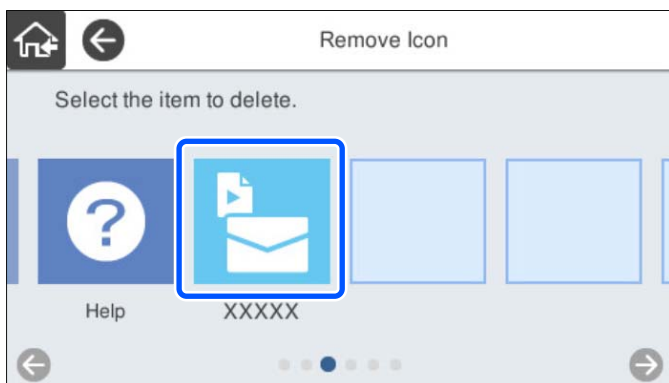 Remove Icon
Select the item to delete.
?
Help
XXXXX